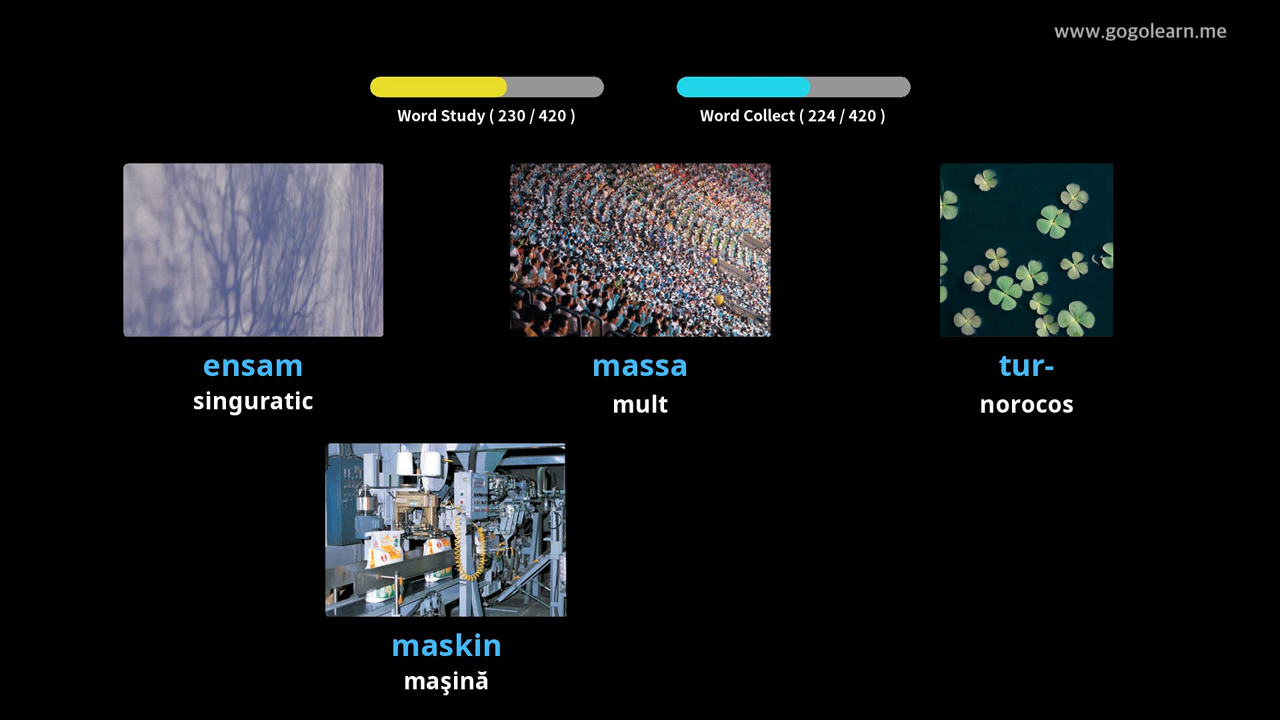 www.gogolearn.me
Word Study ( 230 / 420 )
Word Collect ( 224 / 420 )
ensam
singuratic
massa
mult
tur-
norocos
maskin
maşină